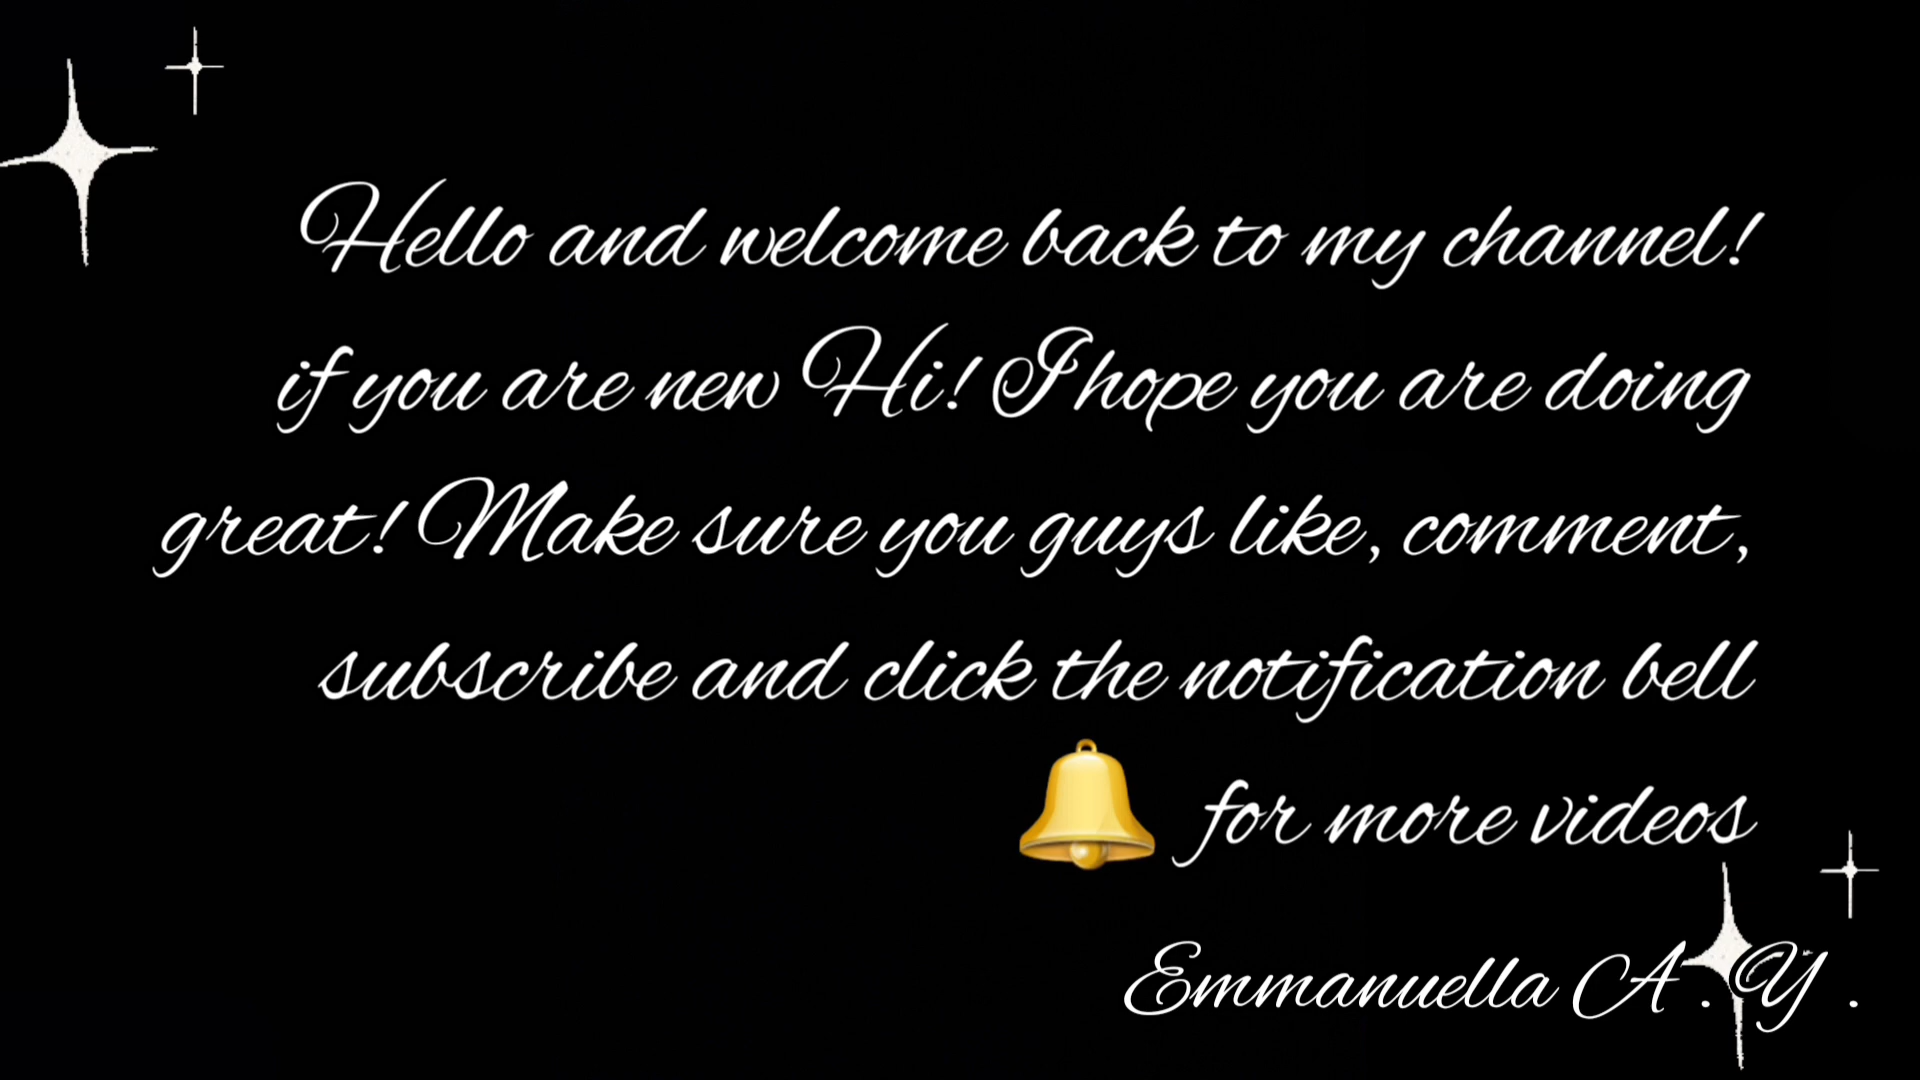 Hello and welcome back to my channel!
if you are new Hi! I hope you are doing
great! Make sure you guys like, comment,
subscribe and click the notification bell
🔔 for more videos
Emmanuella A . Y .